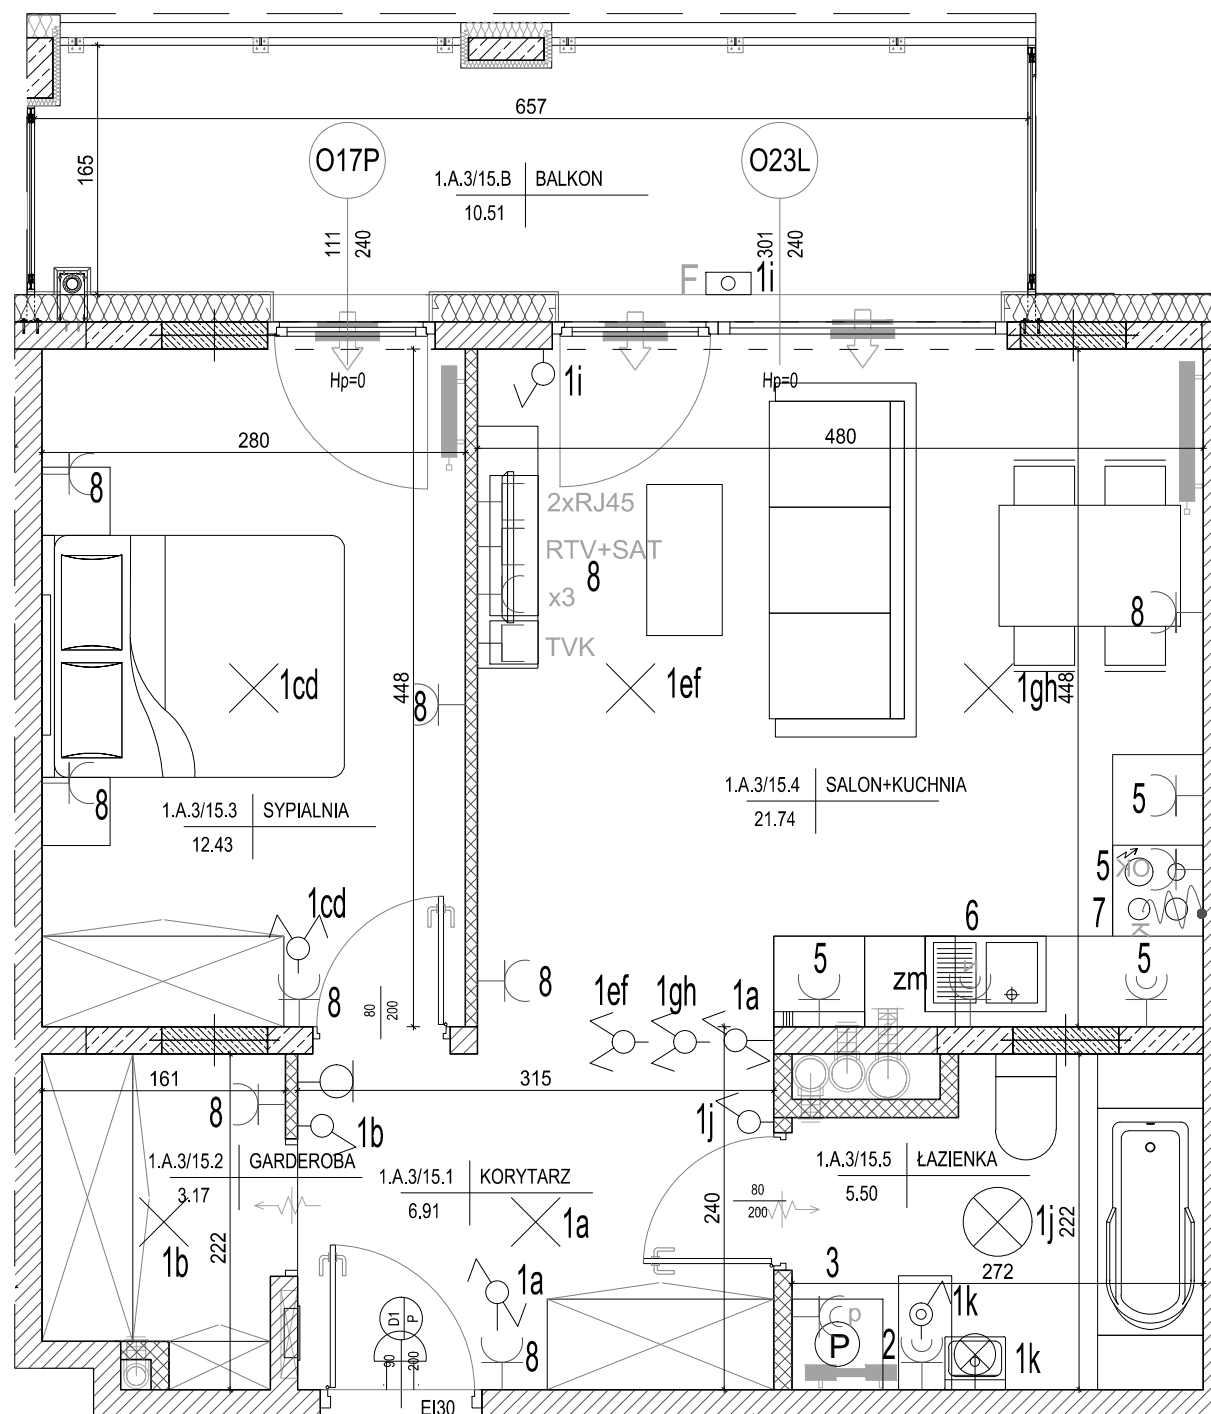 657
165
O17P
O23L
1.A.3/15.B BALKON
10.51
111
240
301
240
F 1i
Hp=0
Hp=0
1i
280
480
8
2xRJ45
RTV+SAT
8
x3
TVK
8
1cd
448
8
1ef
1gh
448
8
1.A.3/15.3 SYPIALNIA
12.43
1.A.3/15.4 SALON+KUCHNIA
21.74
5
5
OK
7
K
1cd
8
80
200
8
1ef
1gh
1a
5
zm
6
5
161
315
8
1b
1j
1.A.3/15.2 GARDEROBA
3.17
1.A.3/15.1 KORYTARZ
6.91
1.A.3/15.5 ŁAZIENKA
5.50
80
200
222
1b
1a
240
1j
222
1a
3
272
D1
P
90
200
8
p
P
2
1k
1k
EI30